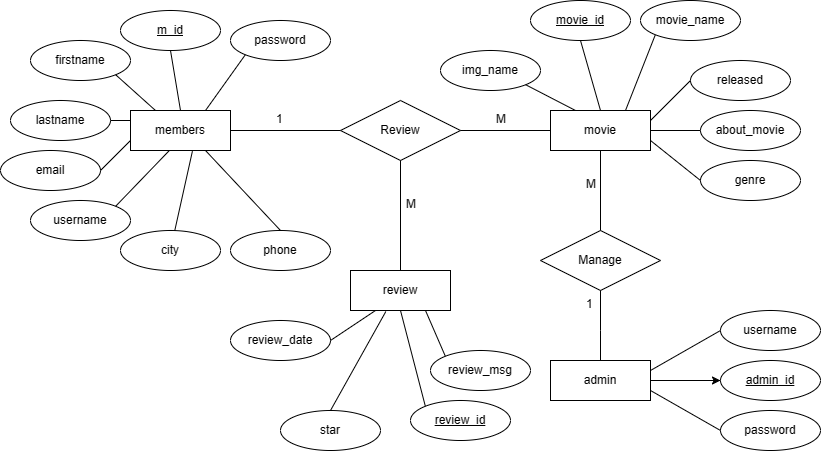 m_id
movie_id
movie_name
password
firstname
img_name
released
lastname
members
1
Review
M
movie
about_movie
email
genre
M
username
M
city
phone
Manage
review
1
username
review_date
review_msg
admin
admin_id
star
review_id
password